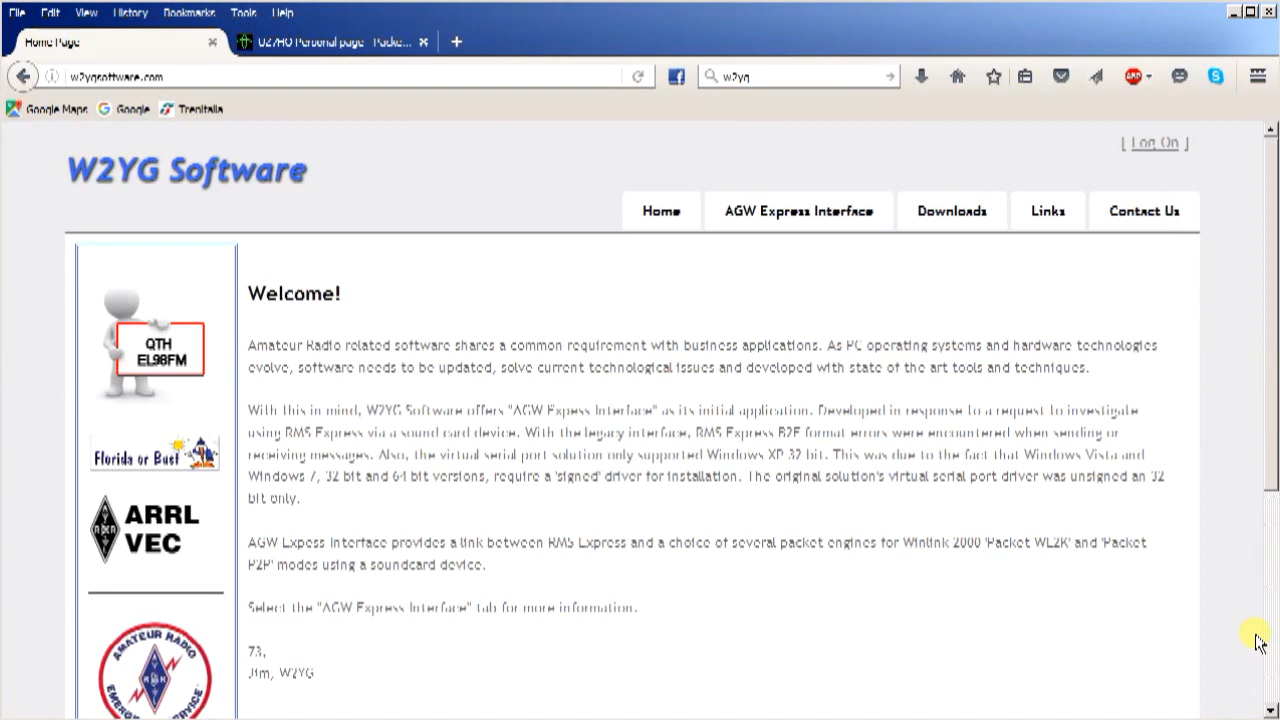 File Edit View History Bookmarks Tools Help
Home Page UZ7HO Personal page - Packe...
w2ygsoftware.com w2yg
Google Maps Google Trenitalia
[ Log On ]
W2YG Software
Home AGW Express Interface Downloads Links Contact Us
QTH
EL98FM
Florida or Bust
ARRL
VEC
AMATEUR RADIO
Welcome!
Amateur Radio related software shares a common requirement with business applications. As PC operating systems and hardware technologies
evolve, software needs to be updated, solve current technological issues and developed with state of the art tools and techniques.
With this in mind, W2YG Software offers "AGW Expess Interface" as its initial application. Developed in response to a request to investigate
using RMS Express via a sound card device. With the legacy interface, RMS Express B2F format errors were encountered when sending or
receiving messages. Also, the virtual serial port solution only supported Windows XP 32 bit. This was due to the fact that Windows Vista and
Windows 7, 32 bit and 64 bit versions, require a 'signed' driver for installation. The original solution's virtual serial port driver was unsigned an 32
bit only.
AGW Expess Interface provides a link between RMS Express and a choice of several packet engines for Winlink 2000 'Packet WL2K' and 'Packet
P2P' modes using a soundcard device.
Select the "AGW Express Interface" tab for more information.
73,
Jim, W2YG